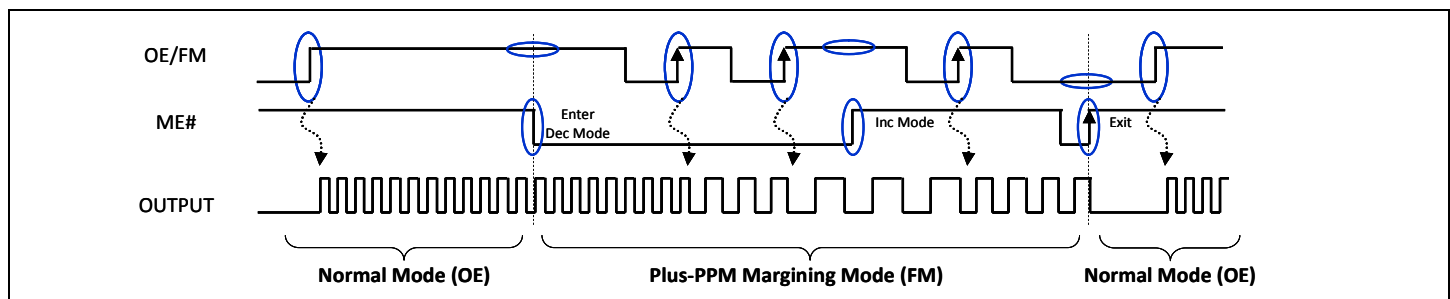 OE/FM
ME#
Enter
Dec Mode
Inc Mode
Exit
OUTPUT
Normal Mode (OE)
Plus-PPM Margining Mode (FM)
Normal Mode (OE)